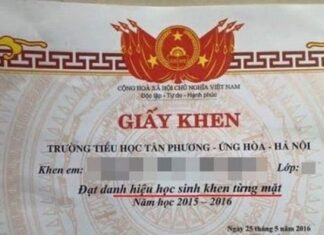 CỘNG HOÀ XÃ HỘI CHỦ NGHĨA VIỆT NAM
Độc lập - Tự do - Hạnh phúc
GIẤY KHEN
TRƯỜNG TIỂU HỌC TÂN PHƯƠNG - ỨNG HÒA - HÀ NỘI
Khen em: Lớp:
Đạt danh hiệu học sinh khen từng mặt
Năm học 2015 – 2016
Ngày 25 tháng 5 năm 2016